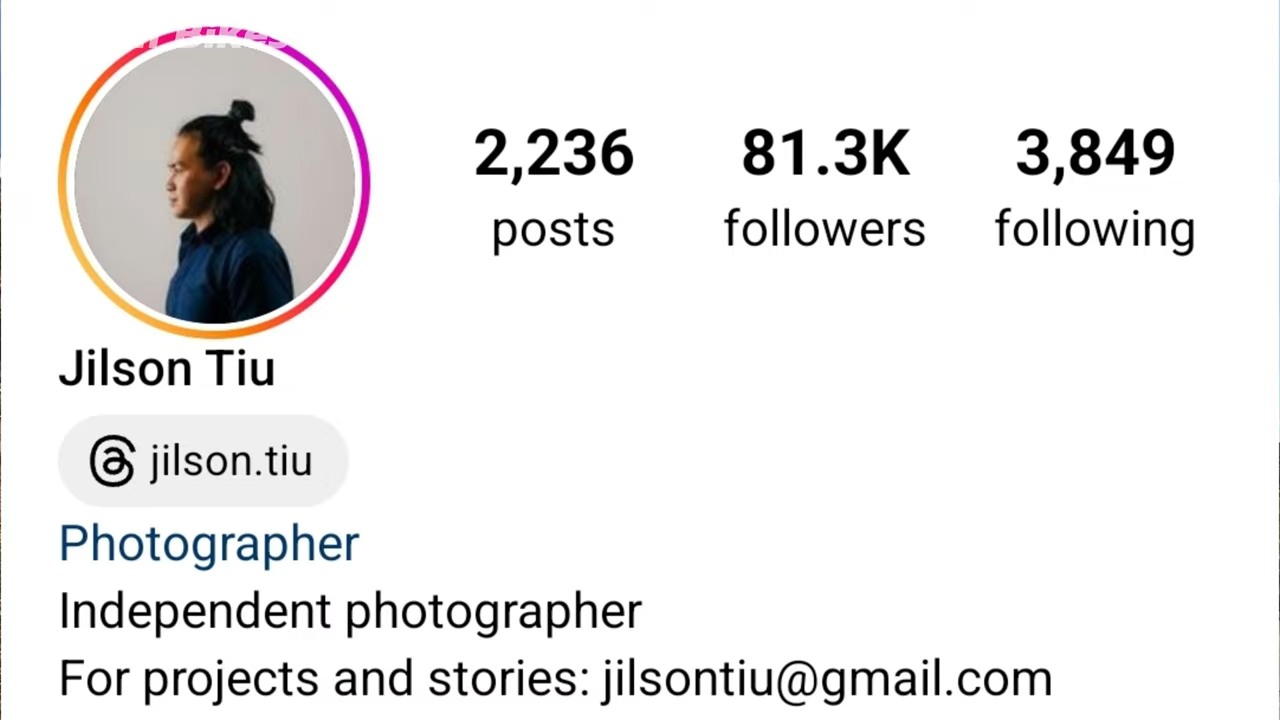 Bikes
2,236 81.3K 3,849
posts followers following
Jilson Tiu
jilson.tiu
Photographer
Independent photographer
For projects and stories: jilsontiu@gmail.com